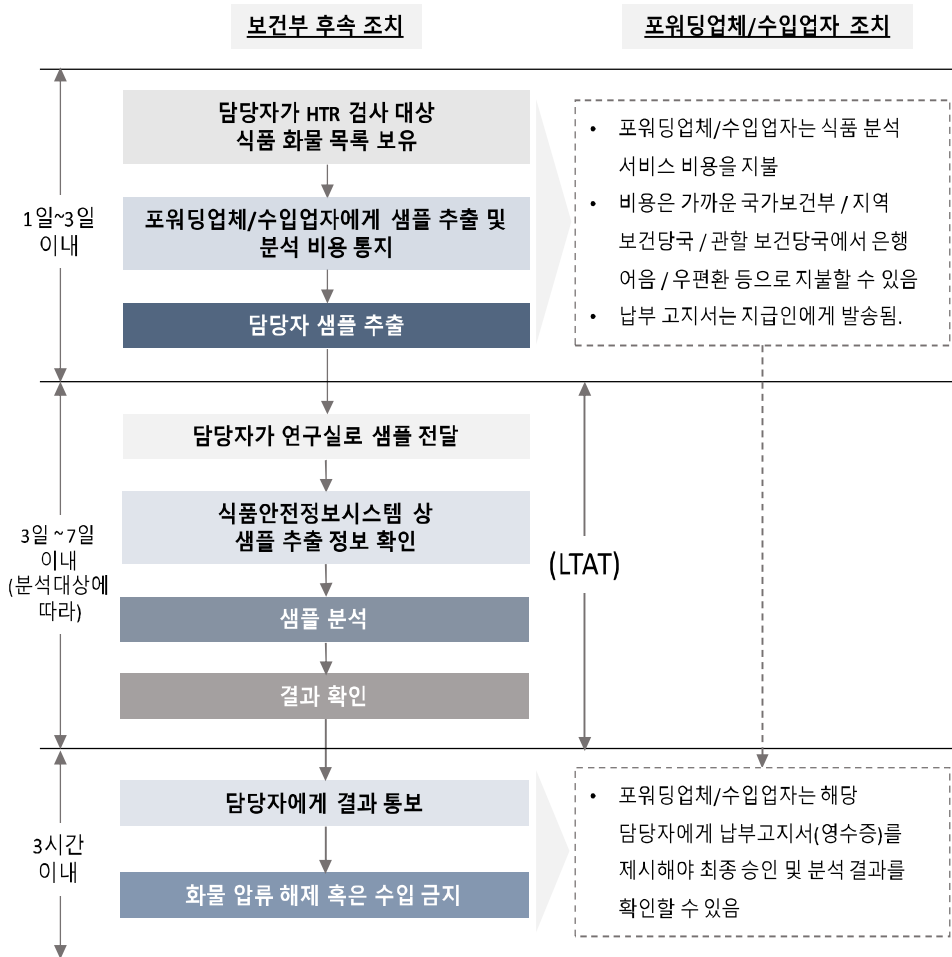 보건부 후속 조치
포워딩업체/수입업자 조치
1일~3일
이내
담당자가 HTR 검사 대상
식품 화물 목록 보유
포워딩업체/수입업자에게 샘플 추출 및
분석 비용 통지
담당자 샘플 추출
• 포워딩업체/수입업자는 식품 분석
서비스 비용을 지불
• 비용은 가까운 국가보건부 / 지역
보건당국 / 관할 보건당국에서 은행
어음 / 우편환 등으로 지불할 수 있음
• 납부 고지서는 지급인에게 발송됨.
3일 ~ 7일
이내
(분석대상에
따라)
담당자가 연구실로 샘플 전달
식품안전정보시스템 상
샘플 추출 정보 확인
샘플 분석
결과 확인
(LTAT)
3시간
이내
담당자에게 결과 통보
화물 압류 해제 혹은 수입 금지
• 포워딩업체/수입업자는 해당
담당자에게 납부고지서(영수증)를
제시해야 최종 승인 및 분석 결과를
확인할 수 있음